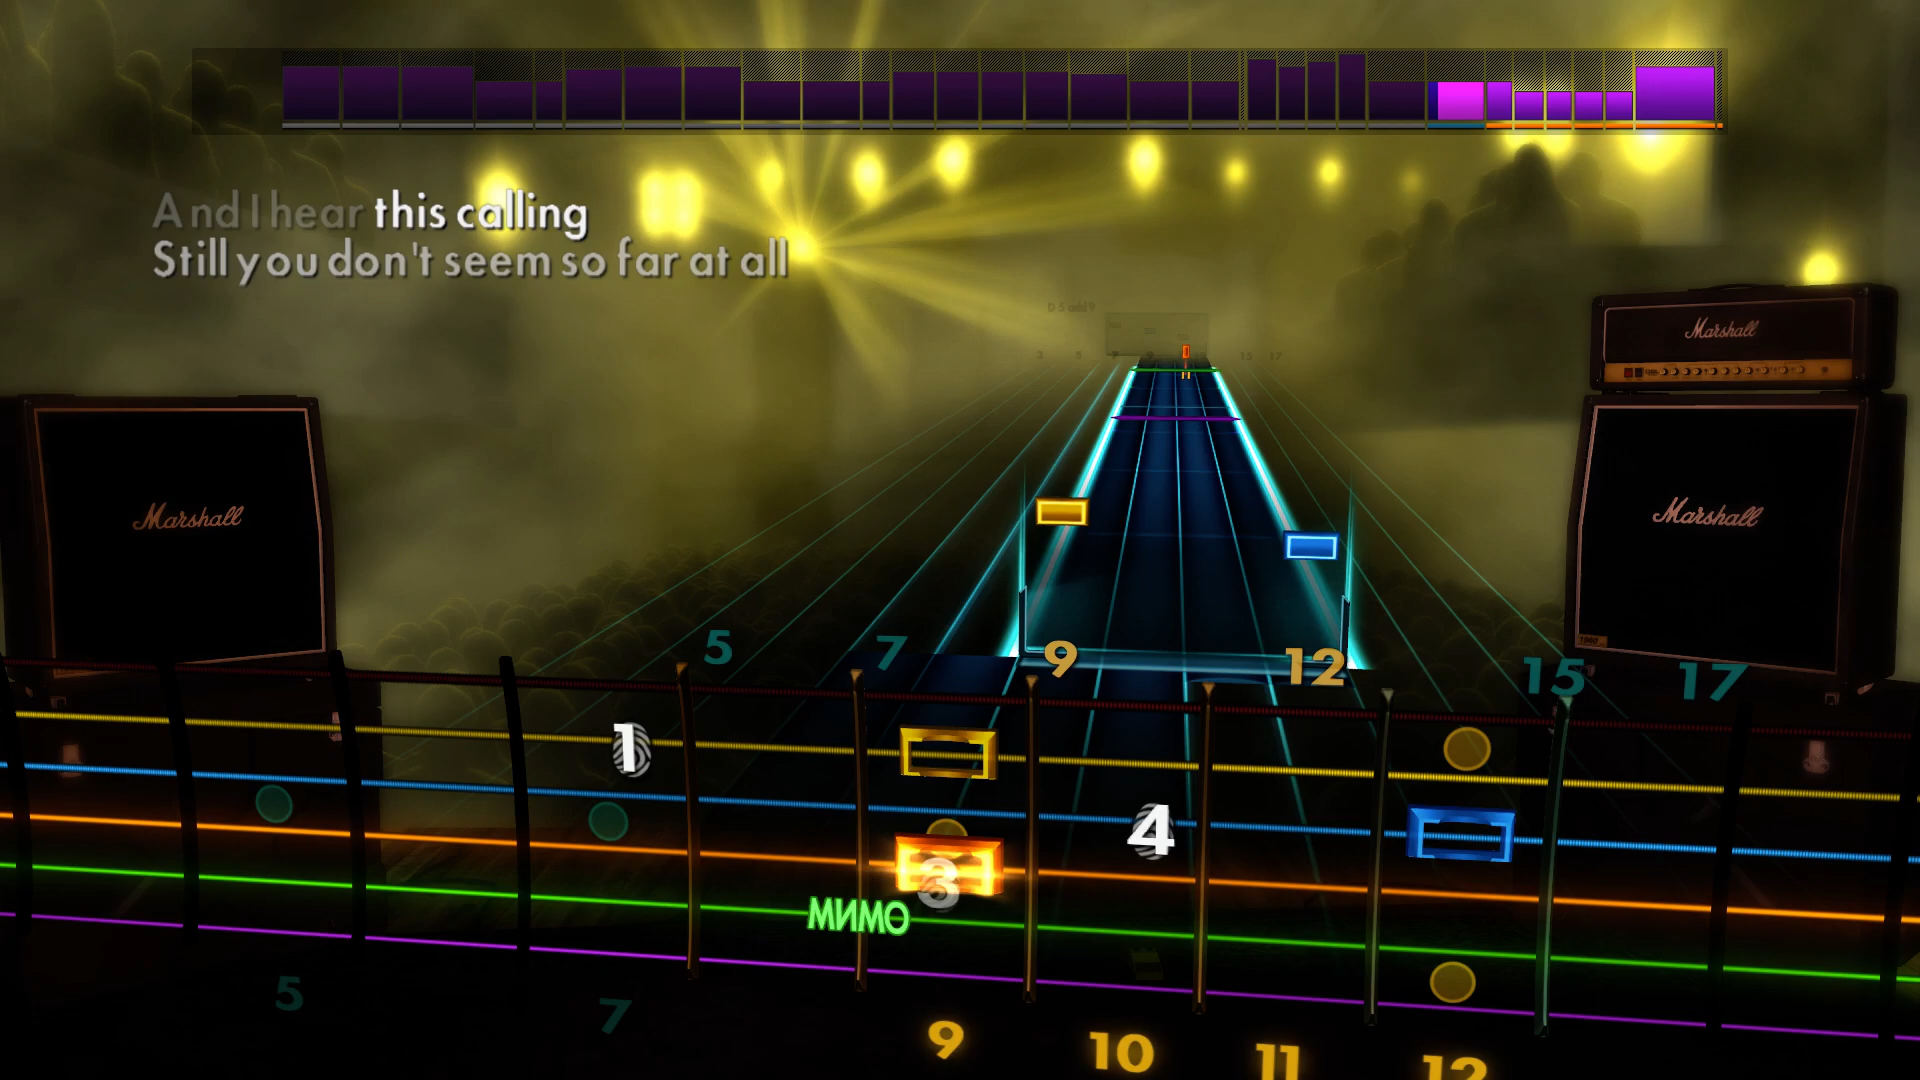 And I hear this calling
Still you don't seem so far at all
Marshall
Marshall
Marshall
5 7 9 12 15 17
1
4
3
МИМО
5 7 9 10 11 12